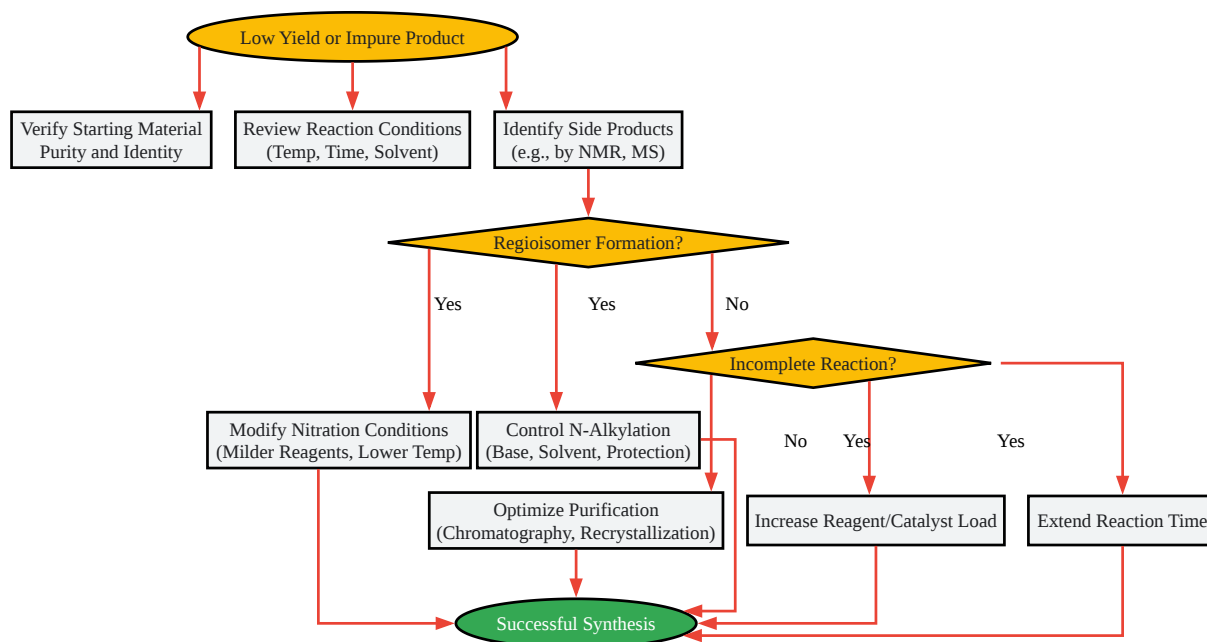 Low Yield or Impure Product
Verify Starting Material
Purity and Identity
Review Reaction Conditions
(Temp, Time, Solvent)
Identify Side Products
(e.g., by NMR, MS)
Regioisomer Formation?
Yes
Yes
No
Incomplete Reaction?
Modify Nitration Conditions
(Milder Reagents, Lower Temp)
Control N-Alkylation
(Base, Solvent, Protection)
No
Yes
Yes
Optimize Purification
(Chromatography, Recrystallization)
Increase Reagent/Catalyst Load
Extend Reaction Time
Successful Synthesis